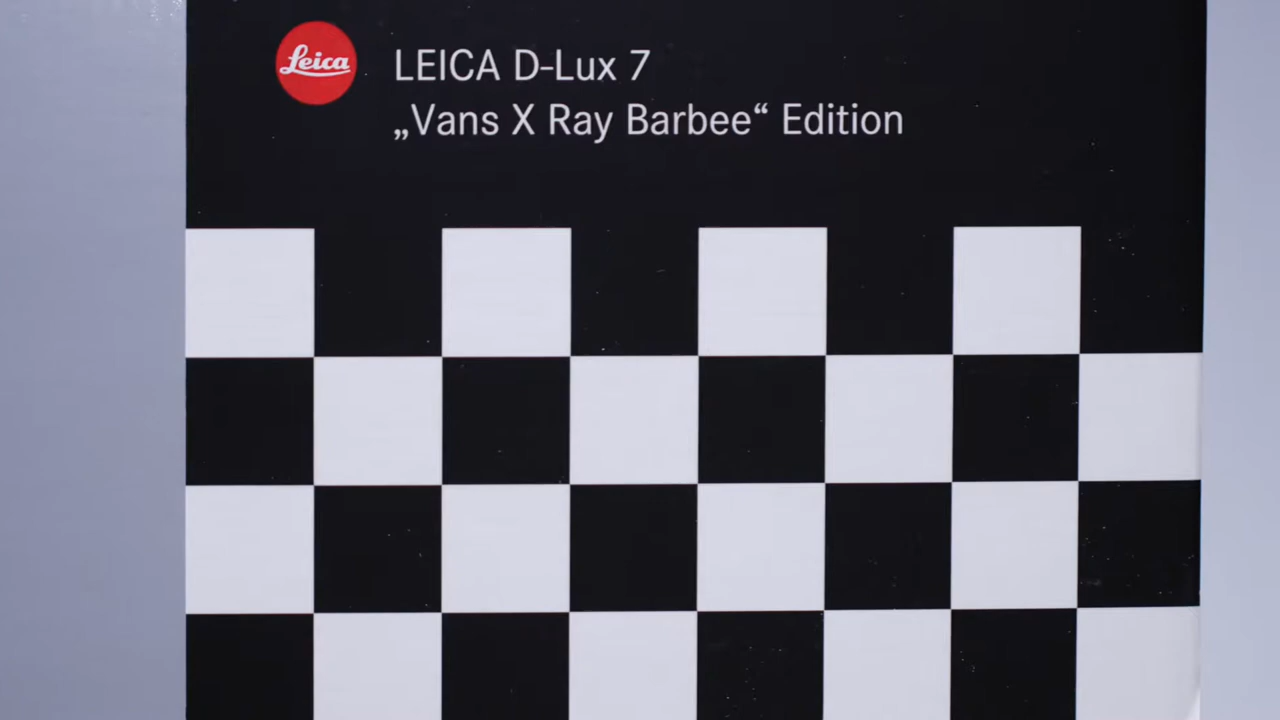 Leica
LEICA D-Lux 7
„Vans X Ray Barbee“ Edition